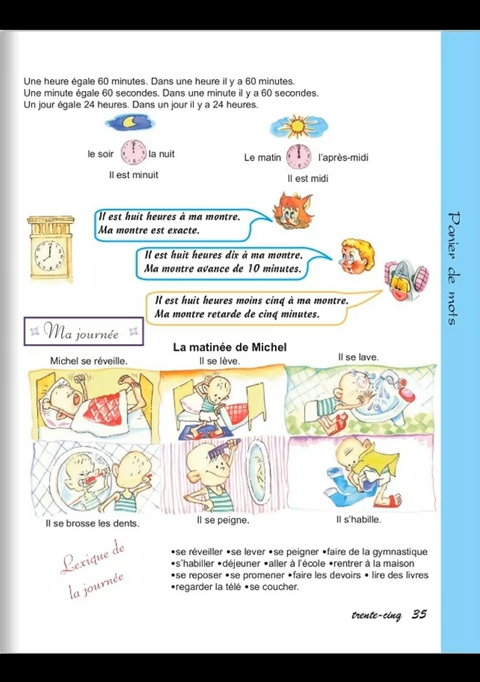 Une heure égale 60 minutes. Dans une heure il y a 60 minutes.
Une minute égale 60 secondes. Dans une minute il y a 60 secondes.
Un jour égale 24 heures. Dans un jour il y a 24 heures.
le soir la nuit
Il est minuit
Le matin l'après-midi
Il est midi
Il est huit heures à ma montre.
Ma montre est exacte.
Il est huit heures dix à ma montre.
Ma montre avance de 10 minutes.
Il est huit heures moins cinq à ma montre.
Ma montre retarde de cinq minutes.
Panier de mots
Ma journée
La matinée de Michel
Michel se réveille.
Il se lève.
Il se lave.
Il se brosse les dents.
Il se peigne.
Il s'habille.
Lexique de
la journée
•se réveiller •se lever •se peigner •faire de la gymnastique
•s'habiller •déjeuner •aller à l'école •rentrer à la maison
•se reposer •se promener •faire les devoirs • lire des livres
•regarder la télé •se coucher.
trente-cinq 35